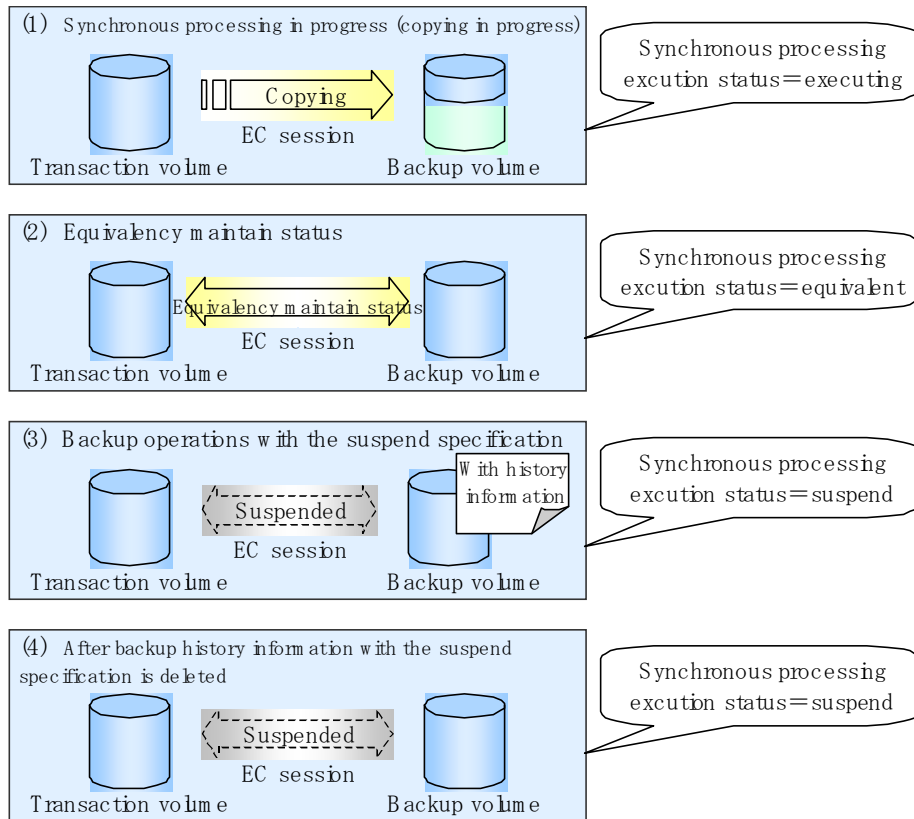 (1) Synchronous processing in progress (copying in progress)
Copying
EC session
Transaction volume
Backup volume
Synchronous processing
excution status＝executing
(2) Equivalency maintain status
Equivalency maintain status
EC session
Transaction volume
Backup volume
Synchronous processing
excution status＝equivalent
(3) Backup operations with the suspend specification
With history
information
Suspended
EC session
Transaction volume
Backup volume
Synchronous processing
excution status＝suspend
(4) After backup history information with the suspend
specification is deleted
Suspended
EC session
Transaction volume
Backup volume
Synchronous processing
excution status＝suspend